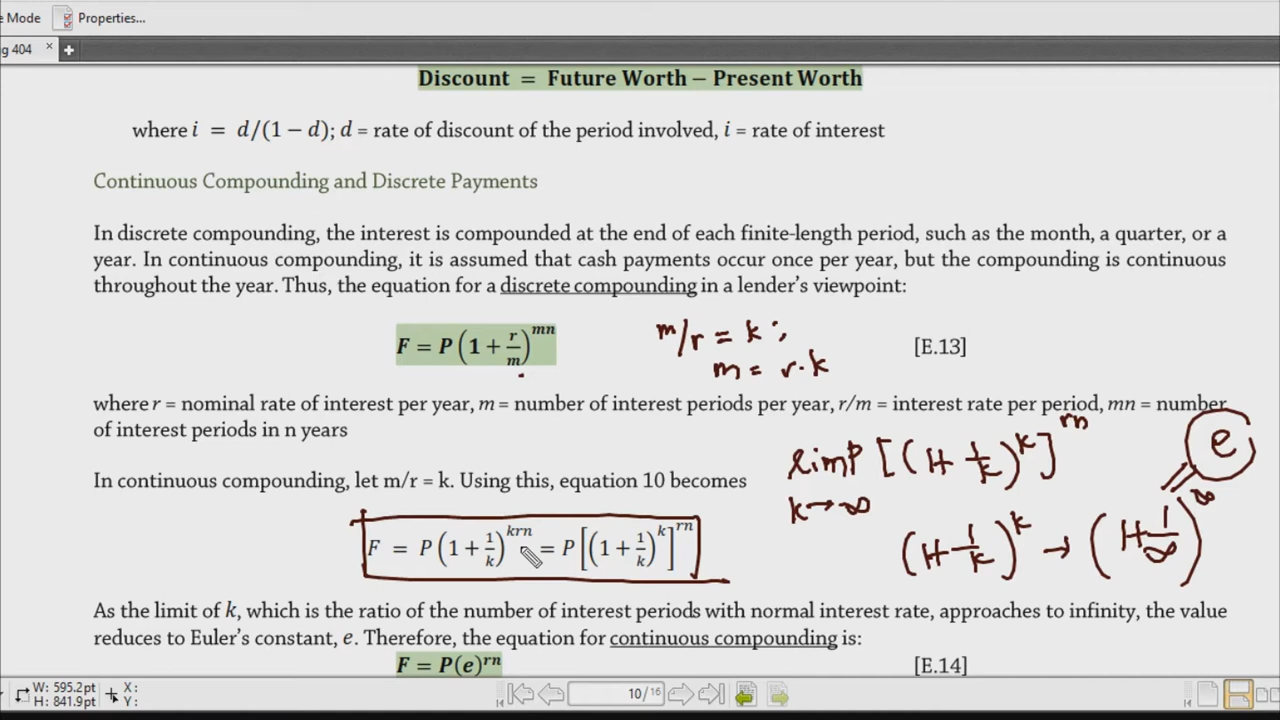 e Mode Properties...
g 404 ×
Discount = Future Worth – Present Worth
where i = d/(1 – d); d = rate of discount of the period involved, i = rate of interest
Continuous Compounding and Discrete Payments
In discrete compounding, the interest is compounded at the end of each finite-length period, such as the month, a quarter, or a
year. In continuous compounding, it is assumed that cash payments occur once per year, but the compounding is continuous
throughout the year. Thus, the equation for a discrete compounding in a lender's viewpoint:
F = P(1 + r/m)^mn [E.13]
m/r = k ;
m = r·k
where r = nominal rate of interest per year, m = number of interest periods per year, r/m = interest rate per period, mn = number
of interest periods in n years
lim P [(1+ 1/k)^k]^rn
k→∞
e
In continuous compounding, let m/r = k. Using this, equation 10 becomes
F = P(1 + 1/k)^krn = P[(1 + 1/k)^k]^rn
(1+ 1/k)^k → (1+ 1/∞)^∞
As the limit of k, which is the ratio of the number of interest periods with normal interest rate, approaches to infinity, the value
reduces to Euler's constant, e. Therefore, the equation for continuous compounding is:
F = P(e)^rn [E.14]
W: 595.2pt X:
H: 841.9pt Y:
10/16